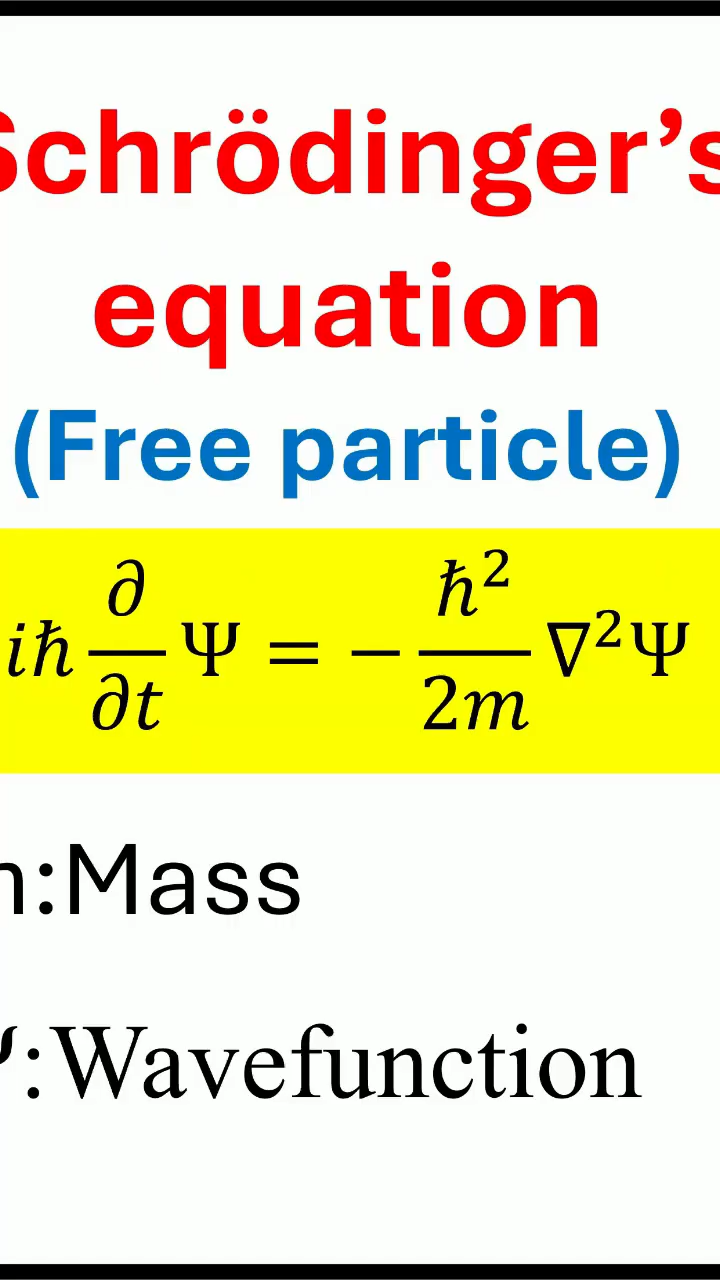 Schrödinger’s
equation
(Free particle)
iħ ∂/∂t Ψ = − ħ²/2m ∇²Ψ
m:Mass
Ψ:Wavefunction